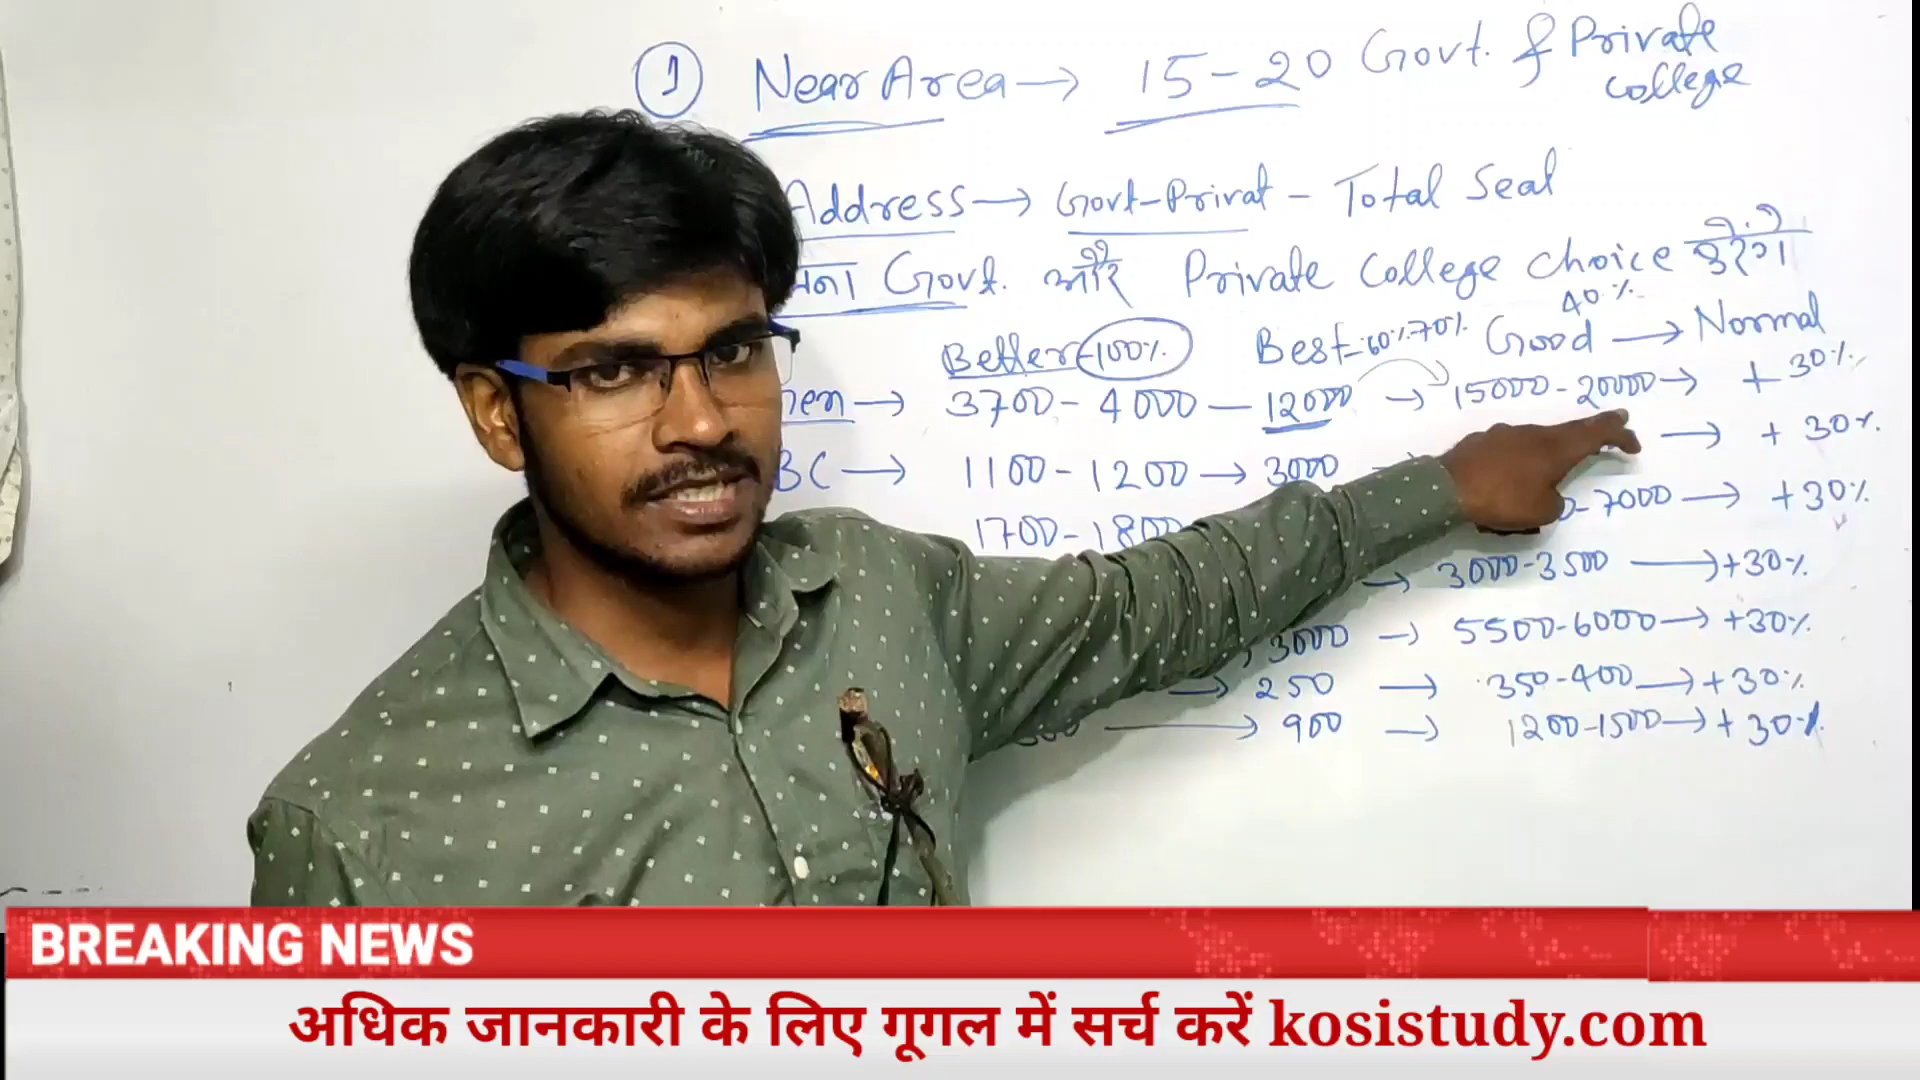 1 Near Area → 15-20 Govt. & Private College
Address → Govt-Privat - Total Seal
Govt. और Private College choice करेगा
Better-100% Best-60%-70% Good 40% → Normal
→ 3700-4000 - 12000 → 15000-20000 → +30%
BC → 1100-1200 → 3000 → +30%
1700-1800 -7000 → +30%
→ 3000-3500 → +30%
3000 → 5500-6000 → +30%
→ 250 → 350-400 → +30%
→ 900 → 1200-1500 → +30%
BREAKING NEWS
अधिक जानकारी के लिए गूगल में सर्च करें kosistudy.com